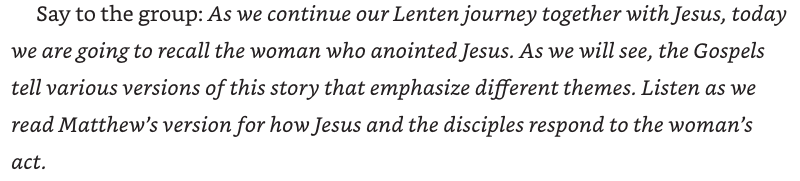 Say to the group: As we continue our Lenten journey together with Jesus, today
we are going to recall the woman who anointed Jesus. As we will see, the Gospels
tell various versions of this story that emphasize different themes. Listen as we
read Matthew’s version for how Jesus and the disciples respond to the woman’s
act.